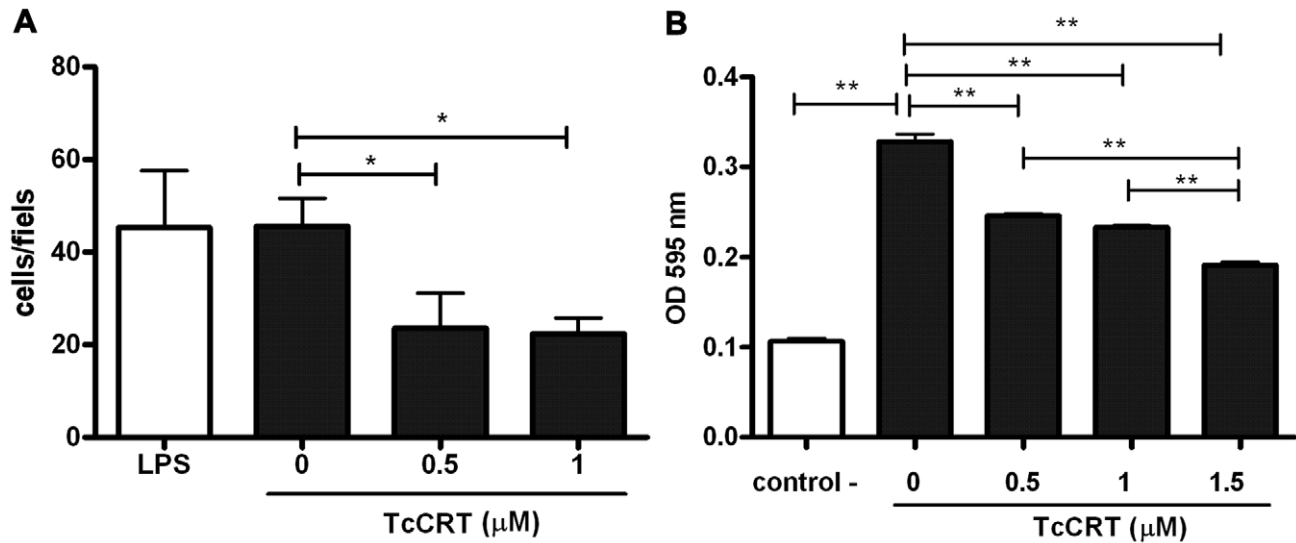 A
cells/fiels
80
60
40
20
0
*
*
LPS 0 0.5 1
TcCRT (μM)
B
OD 595 nm
0.4
0.3
0.2
0.1
0.0
**
**
** **
**
**
control - 0 0.5 1 1.5
TcCRT (μM)